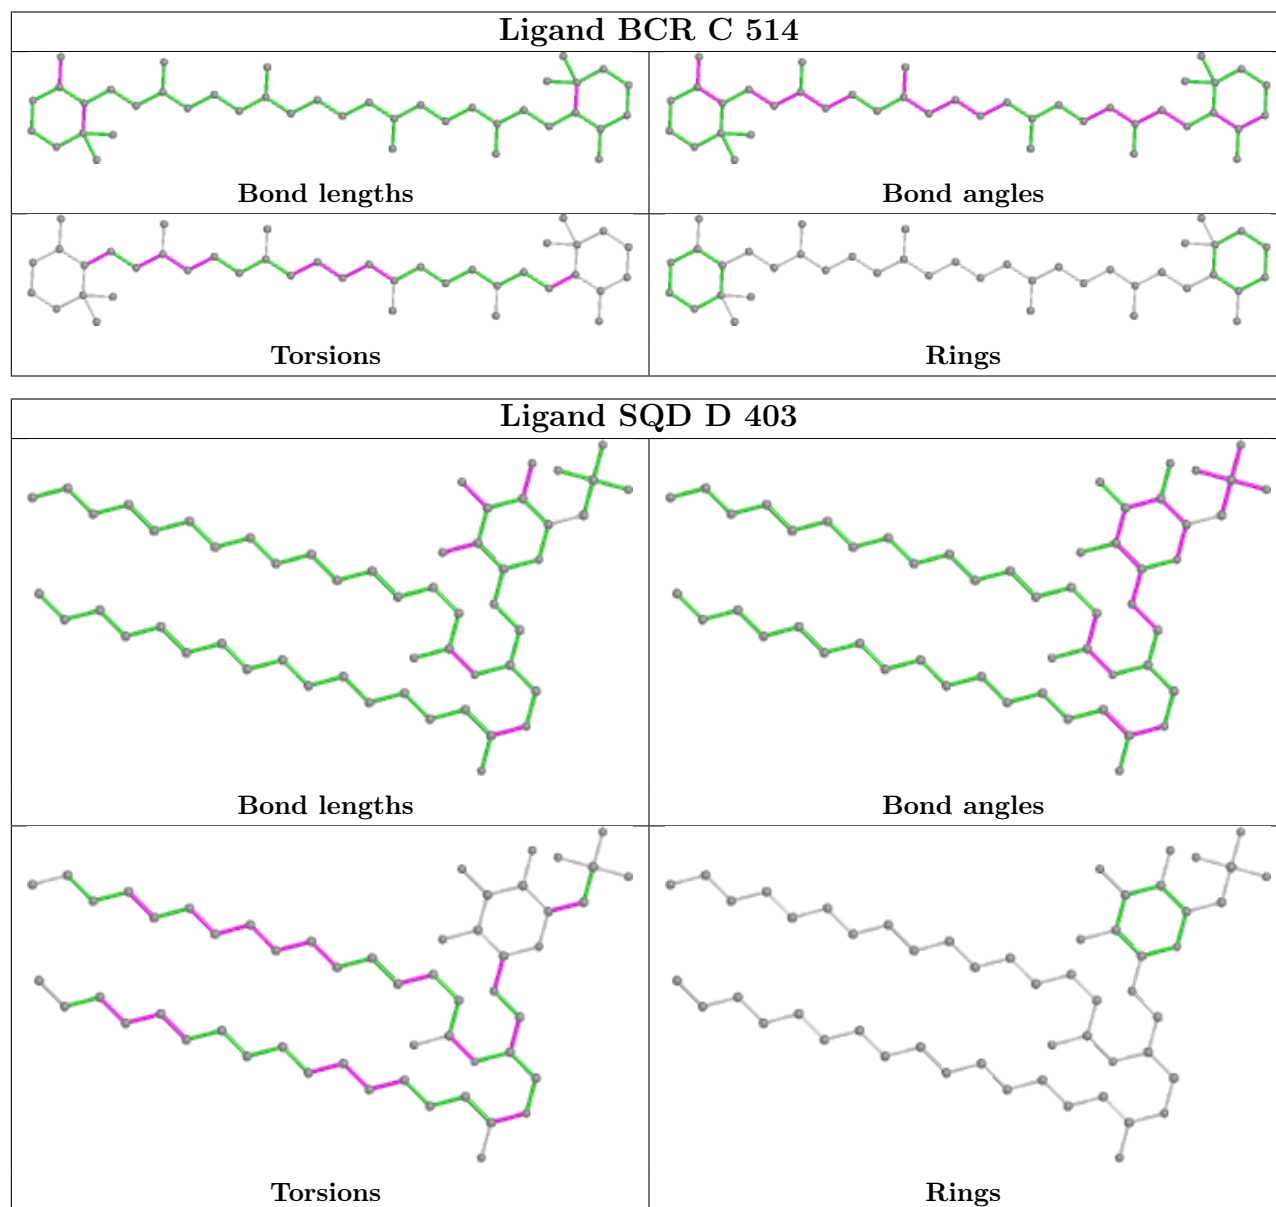 Ligand BCR C 514
Bond lengths
Bond angles
Torsions
Rings
Ligand SQD D 403
Bond lengths
Bond angles
Torsions
Rings